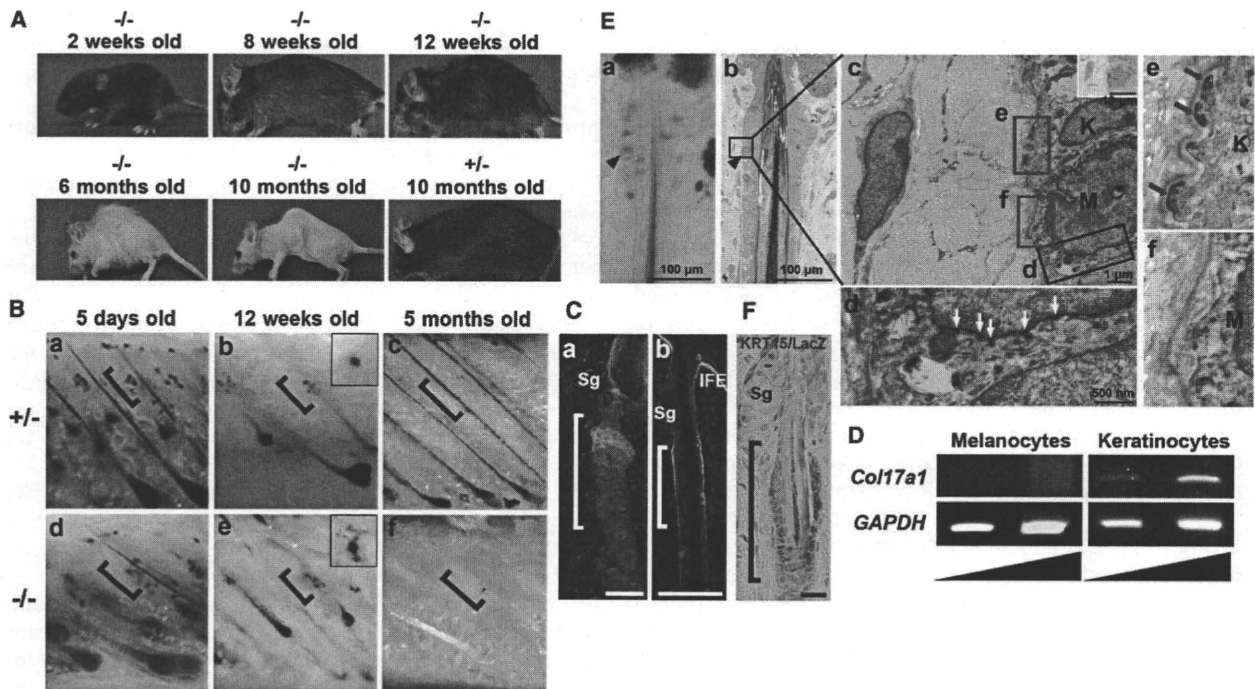 A
-/-
2 weeks old
-/-
8 weeks old
-/-
12 weeks old
-/-
6 months old
-/-
10 months old
+/-
10 months old
B
5 days old
12 weeks old
5 months old
+/-
a
b
c
-/-
d
e
f
C
a
Sg
b
Sg
IFE
F
KRT15/LacZ
Sg
E
a
100 μm
b
100 μm
c
e
f
d
K
M
1 μm
e
K
d
500 nm
f
M
D
Melanocytes
Keratinocytes
Col17a1
GAPDH